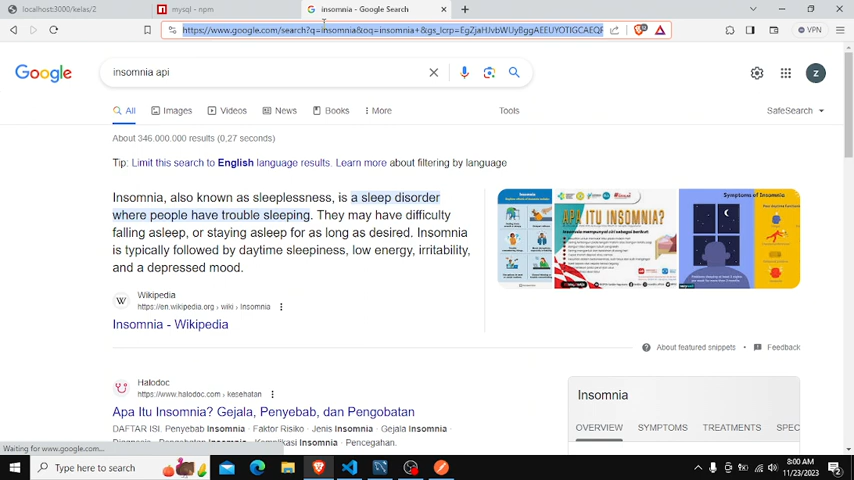 localhost:3000/kelas/2
mysql - npm
insomnia - Google Search
https://www.google.com/search?q=insomnia&oq=insomnia+&gs_lcrp=EgZjaHJvbWUyBggAEEUYOTIGCAEQR
VPN
Google
insomnia api
Z
All
Images
Videos
News
Books
More
Tools
SafeSearch
About 346.000.000 results (0,27 seconds)
Tip: Limit this search to English language results. Learn more about filtering by language
Insomnia, also known as sleeplessness, is a sleep disorder
where people have trouble sleeping. They may have difficulty
falling asleep, or staying asleep for as long as desired. Insomnia
is typically followed by daytime sleepiness, low energy, irritability,
and a depressed mood.
APA ITU INSOMNIA?
Symptoms of Insomnia
W
Wikipedia
https://en.wikipedia.org › wiki › Insomnia
Insomnia - Wikipedia
About featured snippets
Feedback
Halodoc
https://www.halodoc.com › kesehatan
Apa Itu Insomnia? Gejala, Penyebab, dan Pengobatan
DAFTAR ISI. Penyebab Insomnia · Faktor Risiko · Jenis Insomnia · Gejala Insomnia ·
Diagnosis · Pengobatan Insomnia · Komplikasi Insomnia · Pencegahan.
Insomnia
OVERVIEW
SYMPTOMS
TREATMENTS
SPEC
Waiting for www.google.com...
Type here to search
8:00 AM
11/23/2023
2